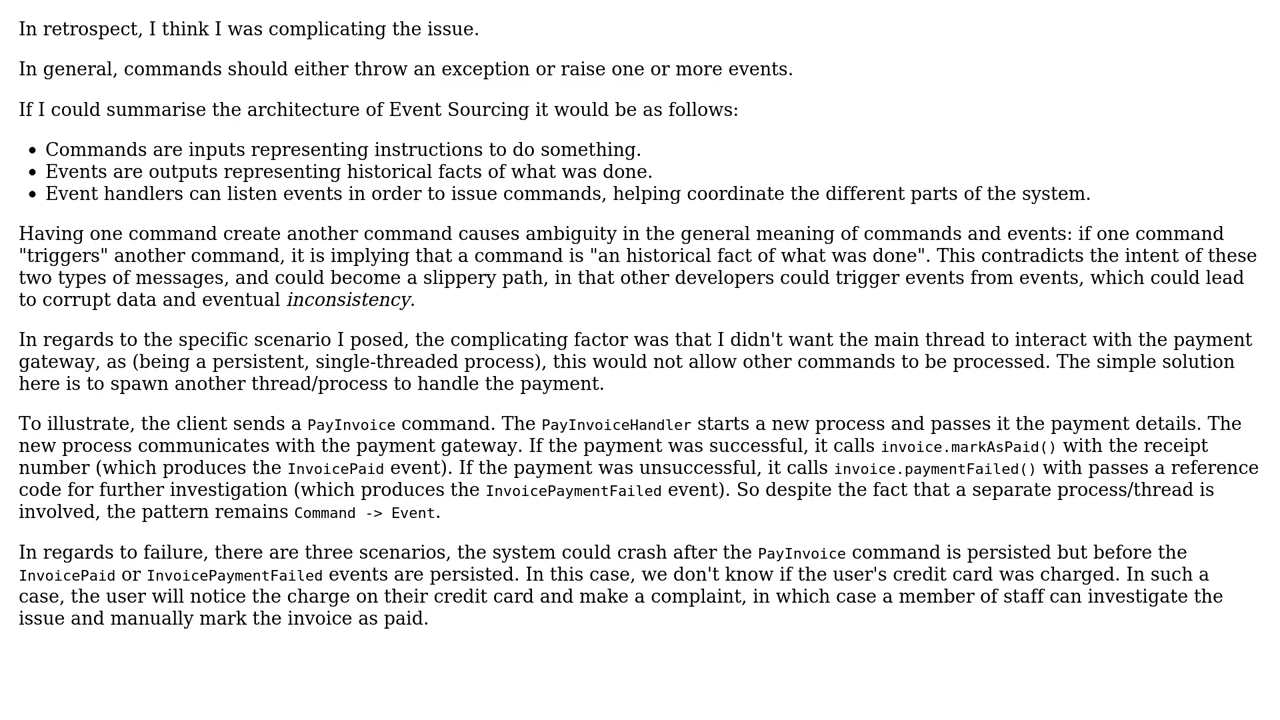 In retrospect, I think I was complicating the issue.
In general, commands should either throw an exception or raise one or more events.
If I could summarise the architecture of Event Sourcing it would be as follows:
• Commands are inputs representing instructions to do something.
• Events are outputs representing historical facts of what was done.
• Event handlers can listen events in order to issue commands, helping coordinate the different parts of the system.
Having one command create another command causes ambiguity in the general meaning of commands and events: if one command
"triggers" another command, it is implying that a command is "an historical fact of what was done". This contradicts the intent of these
two types of messages, and could become a slippery path, in that other developers could trigger events from events, which could lead
to corrupt data and eventual inconsistency.
In regards to the specific scenario I posed, the complicating factor was that I didn't want the main thread to interact with the payment
gateway, as (being a persistent, single-threaded process), this would not allow other commands to be processed. The simple solution
here is to spawn another thread/process to handle the payment.
To illustrate, the client sends a PayInvoice command. The PayInvoiceHandler starts a new process and passes it the payment details. The
new process communicates with the payment gateway. If the payment was successful, it calls invoice.markAsPaid() with the receipt
number (which produces the InvoicePaid event). If the payment was unsuccessful, it calls invoice.paymentFailed() with passes a reference
code for further investigation (which produces the InvoicePaymentFailed event). So despite the fact that a separate process/thread is
involved, the pattern remains Command -> Event.
In regards to failure, there are three scenarios, the system could crash after the PayInvoice command is persisted but before the
InvoicePaid or InvoicePaymentFailed events are persisted. In this case, we don't know if the user's credit card was charged. In such a
case, the user will notice the charge on their credit card and make a complaint, in which case a member of staff can investigate the
issue and manually mark the invoice as paid.